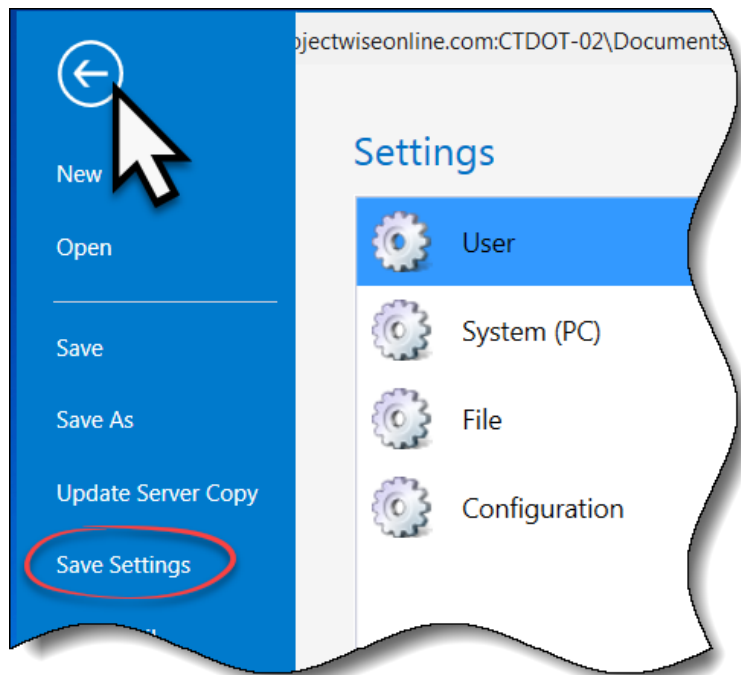 ojectwiseonline.com:CTDOT-02\Documents
Settings
New
Open
Save
Save As
Update Server Copy
Save Settings
User
System (PC)
File
Configuration